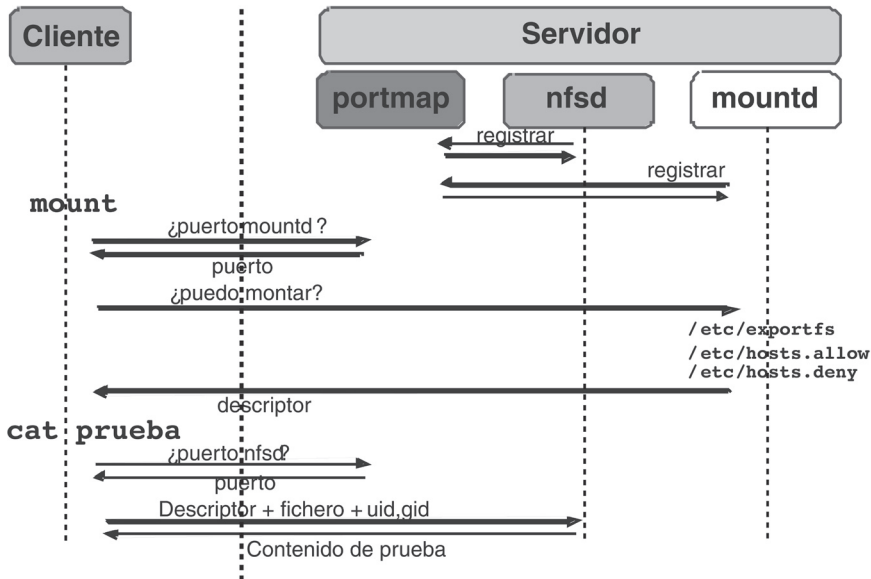 Cliente
Servidor
portmap
nfsd
mountd
registrar
registrar
mount
¿puerto mountd ?
puerto
¿puedo montar?
/etc/exportfs
/etc/hosts.allow
/etc/hosts.deny
descriptor
cat prueba
¿puerto nfsd?
puerto
Descriptor + fichero + uid,gid
Contenido de prueba